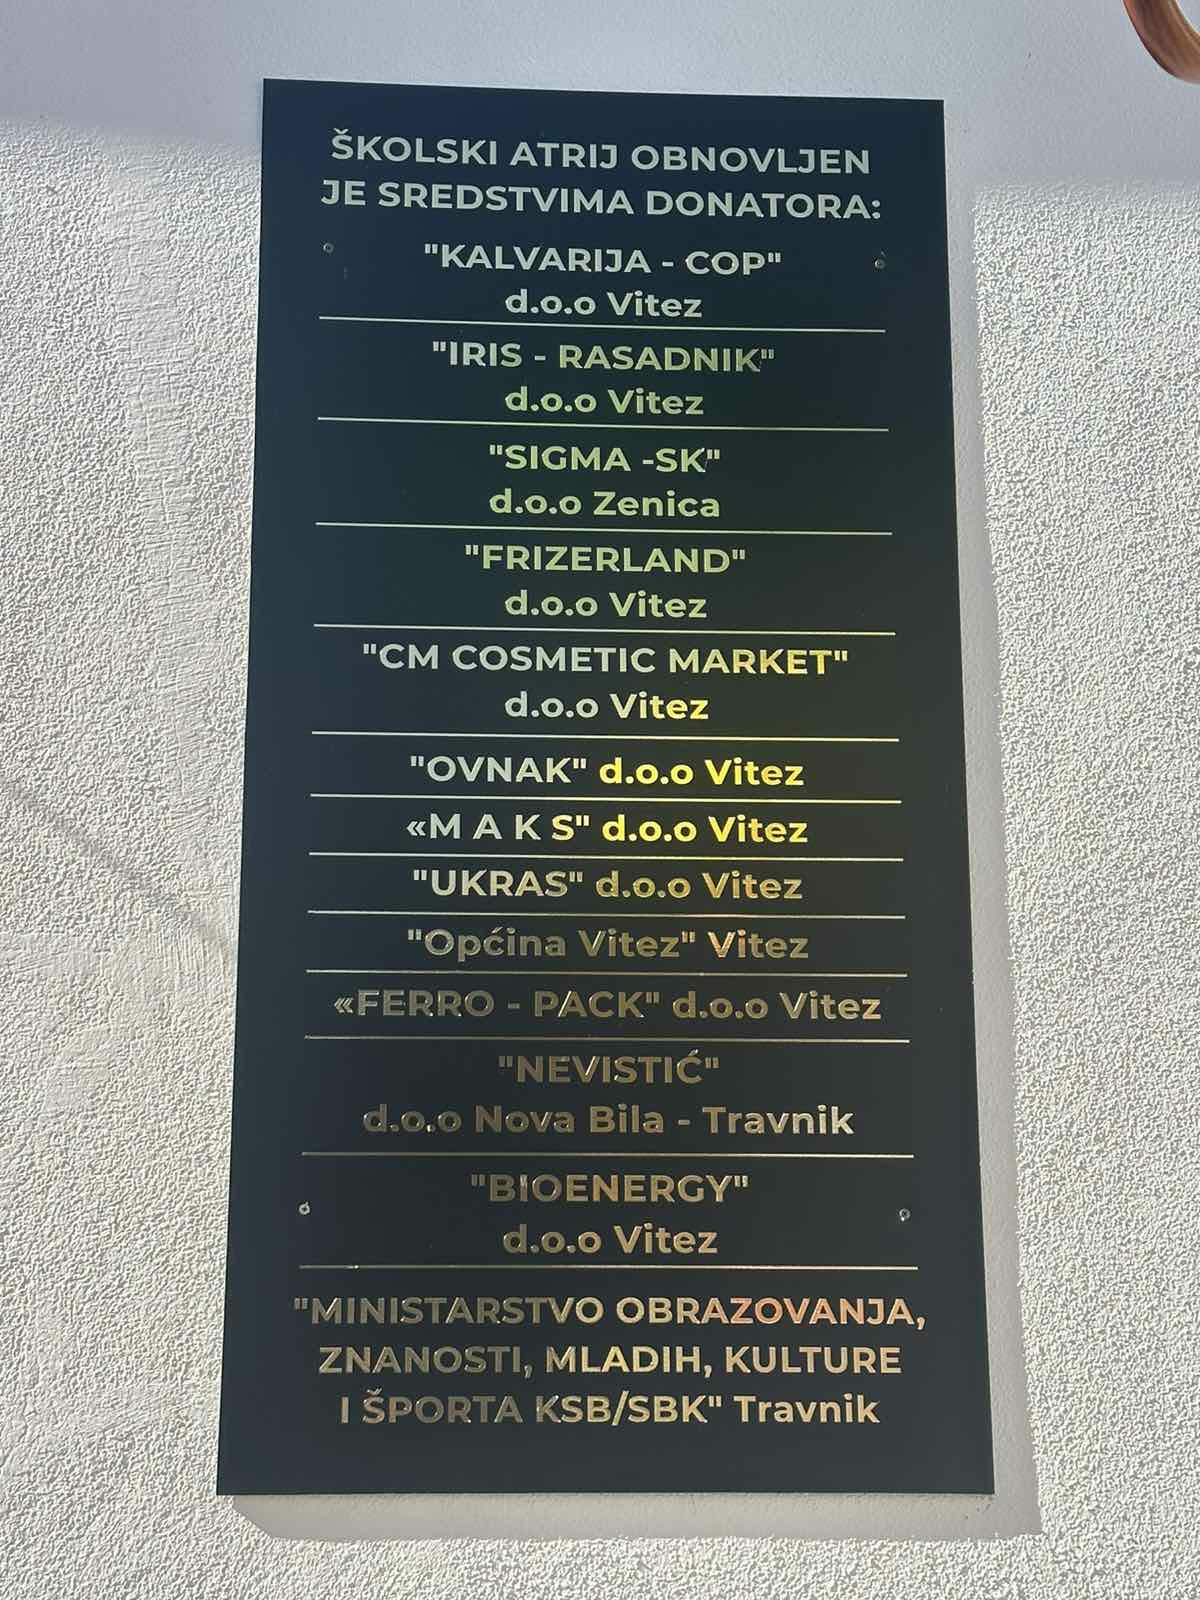 ŠKOLSKI ATRIJ OBNOVLJEN
JE SREDSTVIMA DONATORA:
"KALVARIJA - COP"
d.o.o Vitez
"IRIS - RASADNIK"
d.o.o Vitez
"SIGMA -SK"
d.o.o Zenica
"FRIZERLAND"
d.o.o Vitez
"CM COSMETIC MARKET"
d.o.o Vitez
"OVNAK" d.o.o Vitez
«M A K S" d.o.o Vitez
"UKRAS" d.o.o Vitez
"Općina Vitez" Vitez
«FERRO - PACK" d.o.o Vitez
"NEVISTIĆ"
d.o.o Nova Bila - Travnik
"BIOENERGY"
d.o.o Vitez
"MINISTARSTVO OBRAZOVANJA,
ZNANOSTI, MLADIH, KULTURE
I ŠPORTA KSB/SBK" Travnik